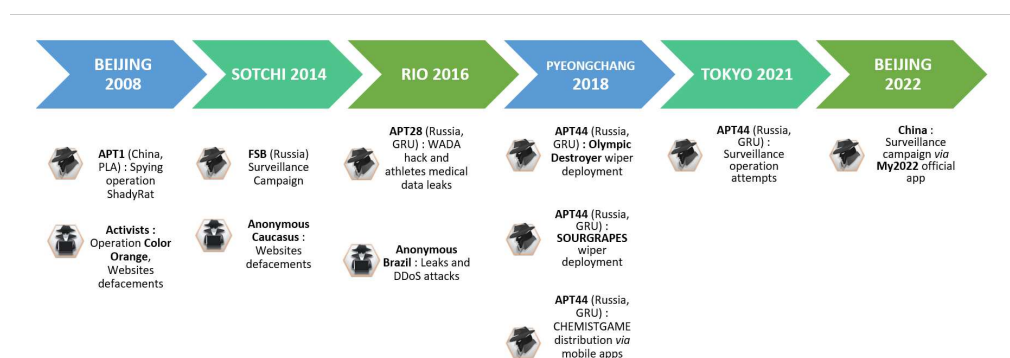 BEIJING
2008
SOTCHI 2014
RIO 2016
PYEONGCHANG
2018
TOKYO 2021
BEIJING
2022
APT1 (China,
PLA) : Spying
operation
ShadyRat
Activists :
Operation Color
Orange,
Websites
defacements
FSB (Russia)
Surveillance
Campaign
Anonymous
Caucasus :
Websites
defacements
APT28 (Russia,
GRU) : WADA
hack and
athletes medical
data leaks
Anonymous
Brazil : Leaks and
DDoS attacks
APT44 (Russia,
GRU) : Olympic
Destroyer wiper
deployment
APT44 (Russia,
GRU) :
SOURGRAPES
wiper
deployment
APT44 (Russia,
GRU) :
CHEMISTGAME
distribution via
mobile apps
APT44 (Russia,
GRU) :
Surveillance
operation
attempts
China :
Surveillance
campaign via
My2022 official
app